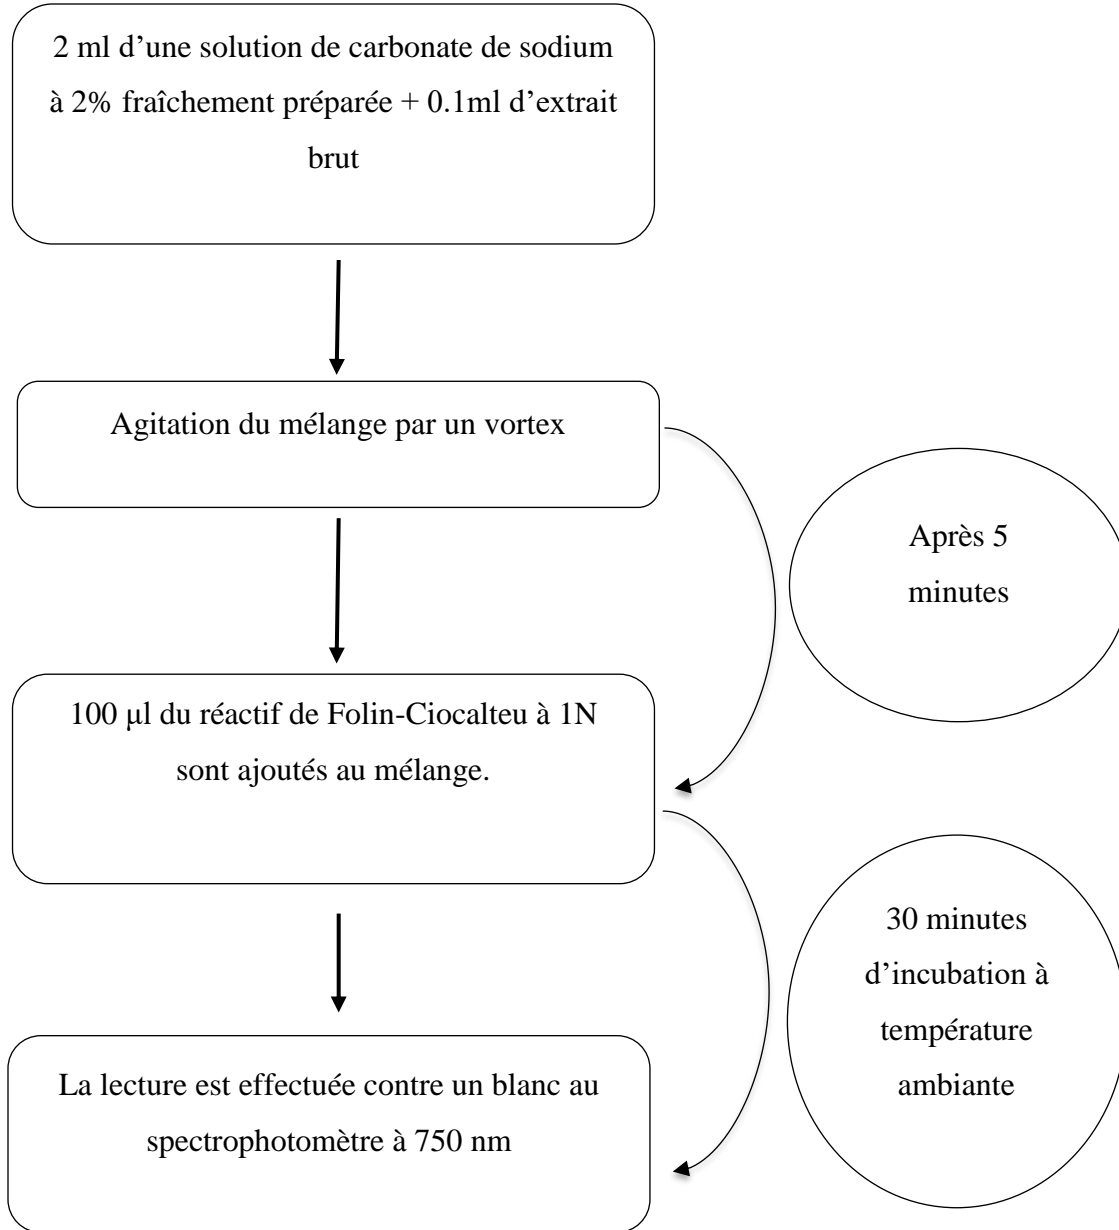 2 ml d’une solution de carbonate de sodium
à 2% fraîchement préparée + 0.1ml d’extrait
brut
Agitation du mélange par un vortex
Après 5
minutes
100 µl du réactif de Folin-Ciocalteu à 1N
sont ajoutés au mélange.
30 minutes
d’incubation à
température
ambiante
La lecture est effectuée contre un blanc au
spectrophotomètre à 750 nm